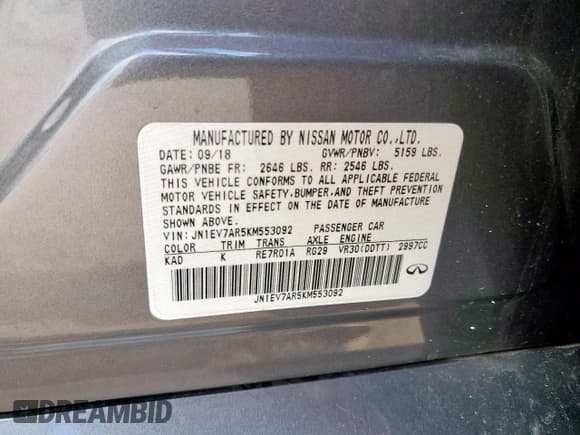 MANUFACTURED BY NISSAN MOTOR CO.,LTD.
DATE: 09/18 GVWR/PNBV: 5159 LBS.
GAWR/PNBE FR: 2646 LBS. RR: 2546 LBS.
THIS VEHICLE CONFORMS TO ALL APPLICABLE FEDERAL
MOTOR VEHICLE SAFETY,BUMPER,AND THEFT PREVENTION
STANDARDS IN EFFECT ON THE DATE OF MANUFACTURE
SHOWN ABOVE.
VIN: JN1EV7AR5KM553092 PASSENGER CAR
COLOR TRIM TRANS AXLE ENGINE
KAD K RE7R01A RG29 VR30(DDTT) 2997CC
JN1EV7AR5KM553092
DREAMBID